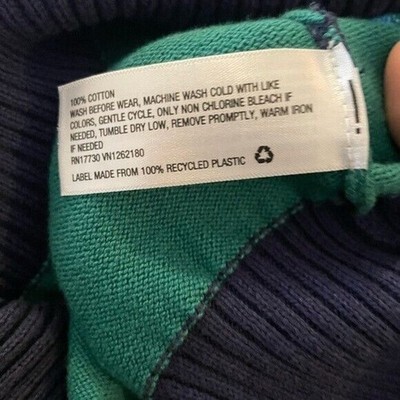 100% COTTON
WASH BEFORE WEAR, MACHINE WASH COLD WITH LIKE
COLORS, GENTLE CYCLE, ONLY NON CHLORINE BLEACH IF
NEEDED, TUMBLE DRY LOW, REMOVE PROMPTLY, WARM IRON
IF NEEDED
RN17730 VN1262180
LABEL MADE FROM 100% RECYCLED PLASTIC